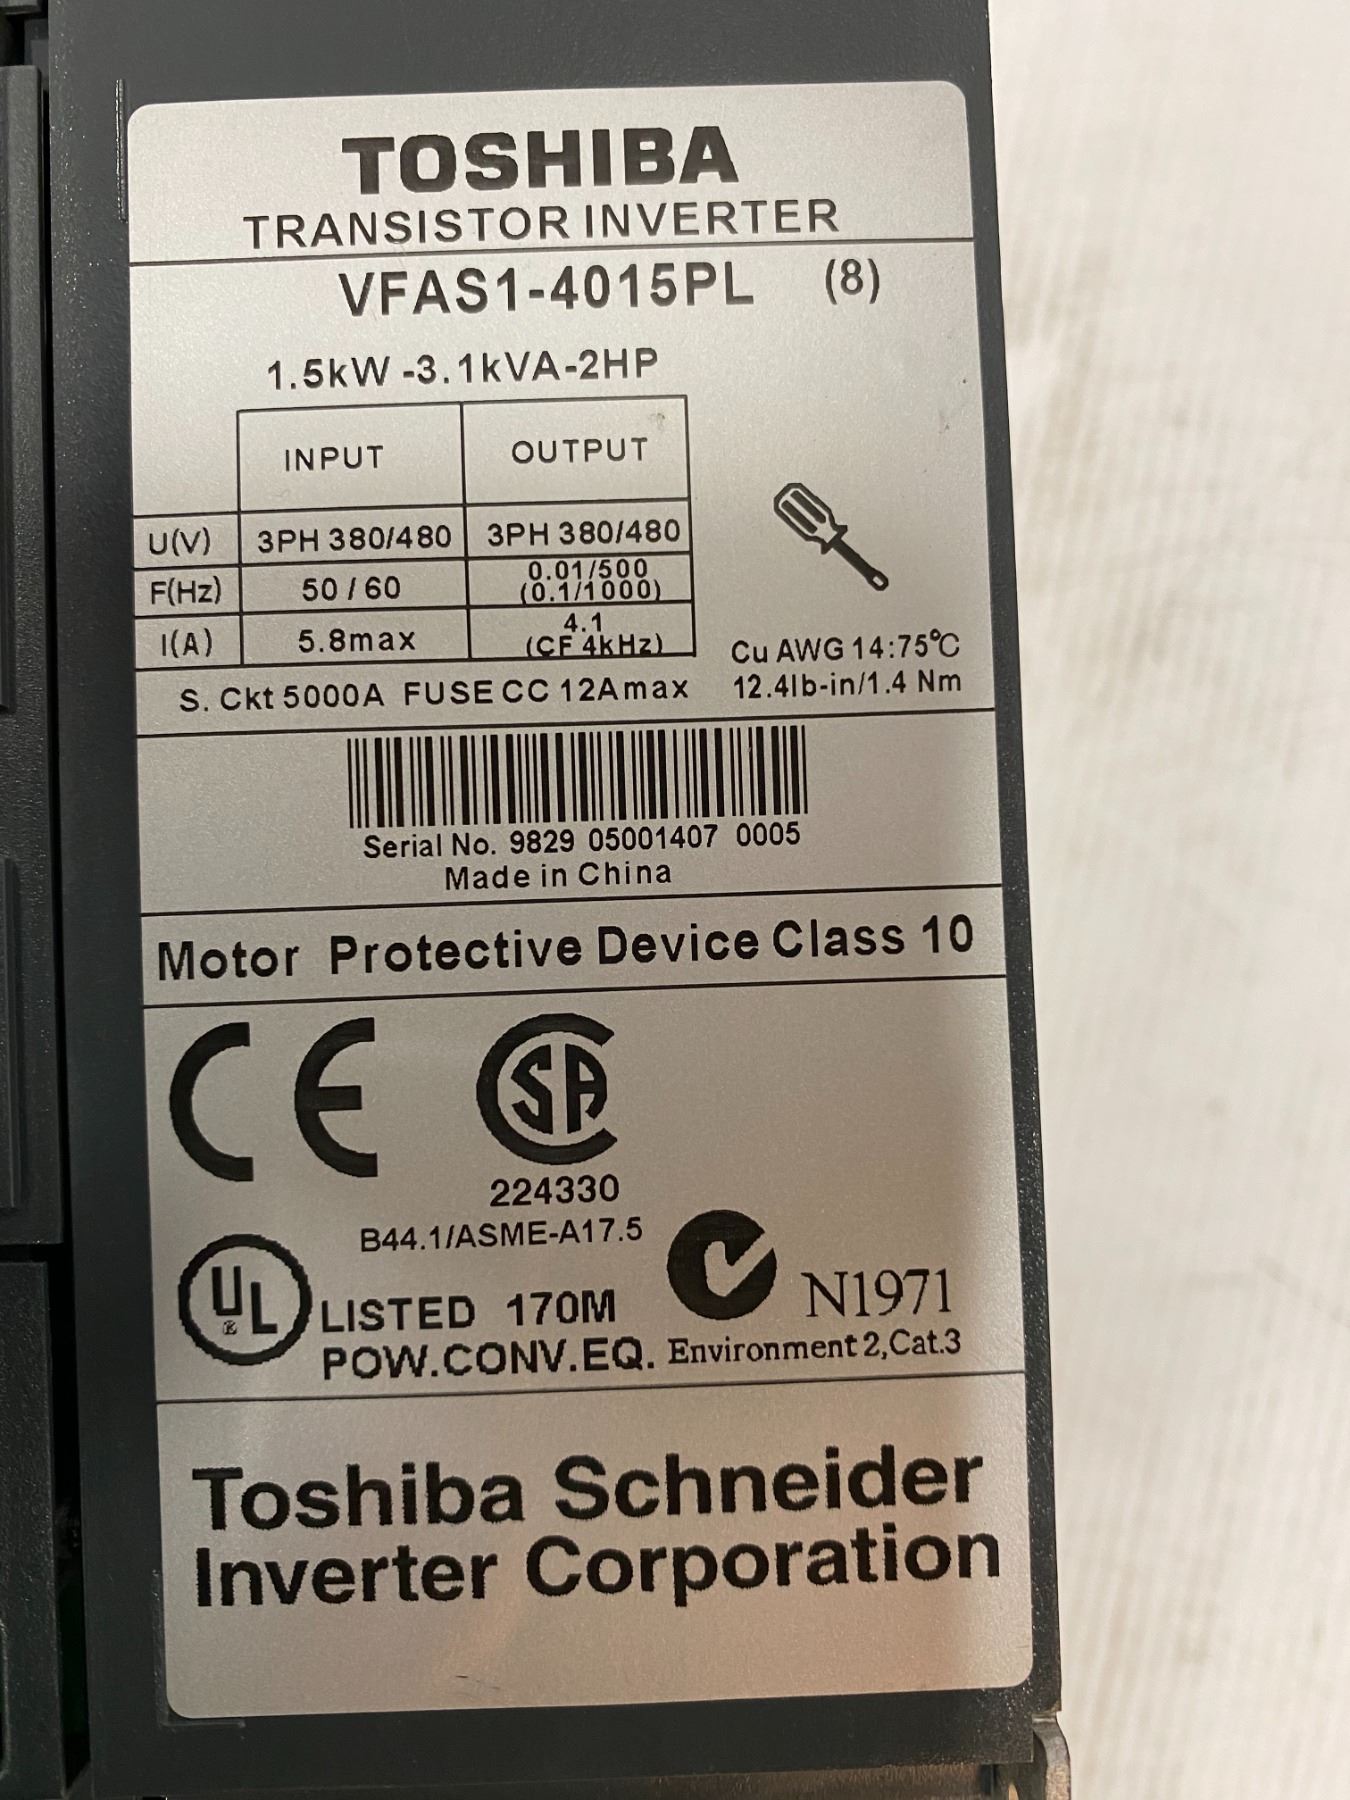 TOSHIBA
TRANSISTOR INVERTER
VFAS1-4015PL (8)
1.5kW -3.1kVA-2HP
INPUT OUTPUT
U(V) 3PH 380/480 3PH 380/480
F(Hz) 50 / 60 0.01/500
(0.1/1000)
I(A) 5.8max 4.1
(CF 4kHz)
Cu AWG 14:75°C
S. Ckt 5000A FUSE CC 12A max 12.4lb-in/1.4 Nm
Serial No. 9829 05001407 0005
Made in China
Motor Protective Device Class 10
CE CSA
224330
B44.1/ASME-A17.5
UL® LISTED 170M N1971
POW.CONV.EQ. Environment 2,Cat.3
Toshiba Schneider
Inverter Corporation